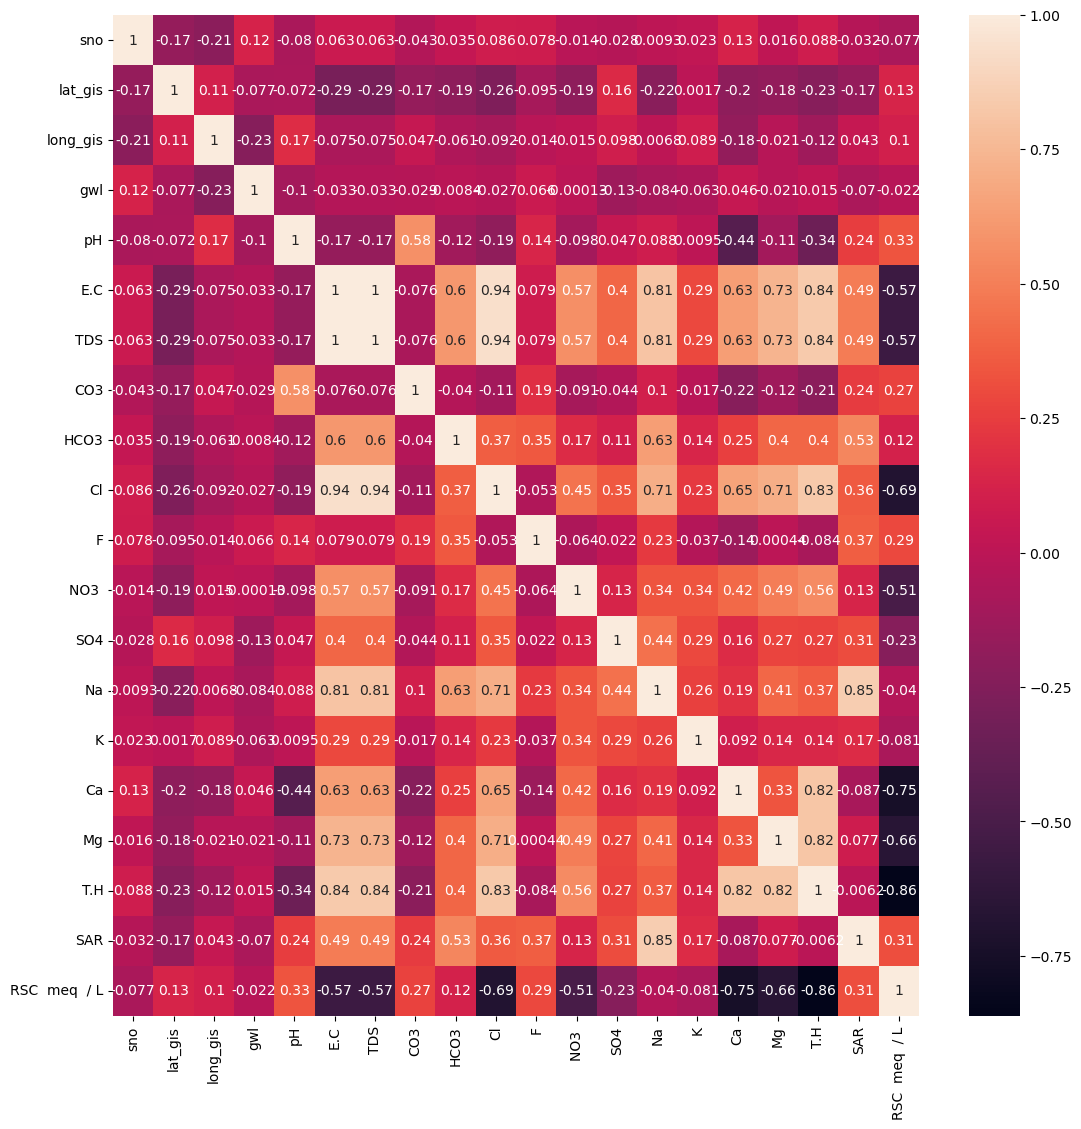 sno 1 -0.17 -0.21 0.12 -0.08 0.063 0.063 -0.043 0.035 0.086 0.078 -0.014 -0.028 0.0093 0.023 0.13 0.016 0.088 -0.032 -0.077
lat_gis -0.17 1 0.11 -0.077 -0.072 -0.29 -0.29 -0.17 -0.19 -0.26 -0.095 -0.19 0.16 -0.22 0.0017 -0.2 -0.18 -0.23 -0.17 0.13
long_gis -0.21 0.11 1 -0.23 0.17 -0.075 -0.075 0.047 -0.061 -0.092 -0.014 0.015 0.098 0.0068 0.089 -0.18 -0.021 -0.12 0.043 0.1
gwl 0.12 -0.077 -0.23 1 -0.1 -0.033 -0.033 -0.029 0.0084 -0.027 0.066 0.00013 -0.13 -0.084 -0.063 0.046 -0.021 0.015 -0.07 -0.022
pH -0.08 -0.072 0.17 -0.1 1 -0.17 -0.17 0.58 -0.12 -0.19 0.14 -0.098 0.047 0.088 0.0095 -0.44 -0.11 -0.34 0.24 0.33
E.C 0.063 -0.29 -0.075 -0.033 -0.17 1 1 -0.076 0.6 0.94 0.079 0.57 0.4 0.81 0.29 0.63 0.73 0.84 0.49 -0.57
TDS 0.063 -0.29 -0.075 -0.033 -0.17 1 1 -0.076 0.6 0.94 0.079 0.57 0.4 0.81 0.29 0.63 0.73 0.84 0.49 -0.57
CO3 -0.043 -0.17 0.047 -0.029 0.58 -0.076 -0.076 1 -0.04 -0.11 0.19 -0.091 -0.044 0.1 -0.017 -0.22 -0.12 -0.21 0.24 0.27
HCO3 0.035 -0.19 -0.061 0.0084 -0.12 0.6 0.6 -0.04 1 0.37 0.35 0.17 0.11 0.63 0.14 0.25 0.4 0.4 0.53 0.12
Cl 0.086 -0.26 -0.092 -0.027 -0.19 0.94 0.94 -0.11 0.37 1 -0.053 0.45 0.35 0.71 0.23 0.65 0.71 0.83 0.36 -0.69
F 0.078 -0.095 -0.014 0.066 0.14 0.079 0.079 0.19 0.35 -0.053 1 -0.064 0.022 0.23 -0.037 -0.14 0.00044 -0.084 0.37 0.29
NO3 -0.014 -0.19 0.015 0.00013 -0.098 0.57 0.57 -0.091 0.17 0.45 -0.064 1 0.13 0.34 0.34 0.42 0.49 0.56 0.13 -0.51
SO4 -0.028 0.16 0.098 -0.13 0.047 0.4 0.4 -0.044 0.11 0.35 0.022 0.13 1 0.44 0.29 0.16 0.27 0.27 0.31 -0.23
Na 0.0093 -0.22 0.0068 -0.084 0.088 0.81 0.81 0.1 0.63 0.71 0.23 0.34 0.44 1 0.26 0.19 0.41 0.37 0.85 -0.04
K 0.023 0.0017 0.089 -0.063 0.0095 0.29 0.29 -0.017 0.14 0.23 -0.037 0.34 0.29 0.26 1 0.092 0.14 0.14 0.17 -0.081
Ca 0.13 -0.2 -0.18 0.046 -0.44 0.63 0.63 -0.22 0.25 0.65 -0.14 0.42 0.16 0.19 0.092 1 0.33 0.82 -0.087 -0.75
Mg 0.016 -0.18 -0.021 -0.021 -0.11 0.73 0.73 -0.12 0.4 0.71 0.00044 0.49 0.27 0.41 0.14 0.33 1 0.82 0.077 -0.66
T.H 0.088 -0.23 -0.12 0.015 -0.34 0.84 0.84 -0.21 0.4 0.83 -0.084 0.56 0.27 0.37 0.14 0.82 0.82 1 0.0062 -0.86
SAR -0.032 -0.17 0.043 -0.07 0.24 0.49 0.49 0.24 0.53 0.36 0.37 0.13 0.31 0.85 0.17 -0.087 0.077 -0.0062 1 0.31
RSC meq / L -0.077 0.13 0.1 -0.022 0.33 -0.57 -0.57 0.27 0.12 -0.69 0.29 -0.51 -0.23 -0.04 -0.081 -0.75 -0.66 -0.86 0.31 1
sno lat_gis long_gis gwl pH E.C TDS CO3 HCO3 Cl F NO3 SO4 Na K Ca Mg T.H SAR RSC meq / L
1.00
0.75
0.50
0.25
0.00
−0.25
−0.50
−0.75